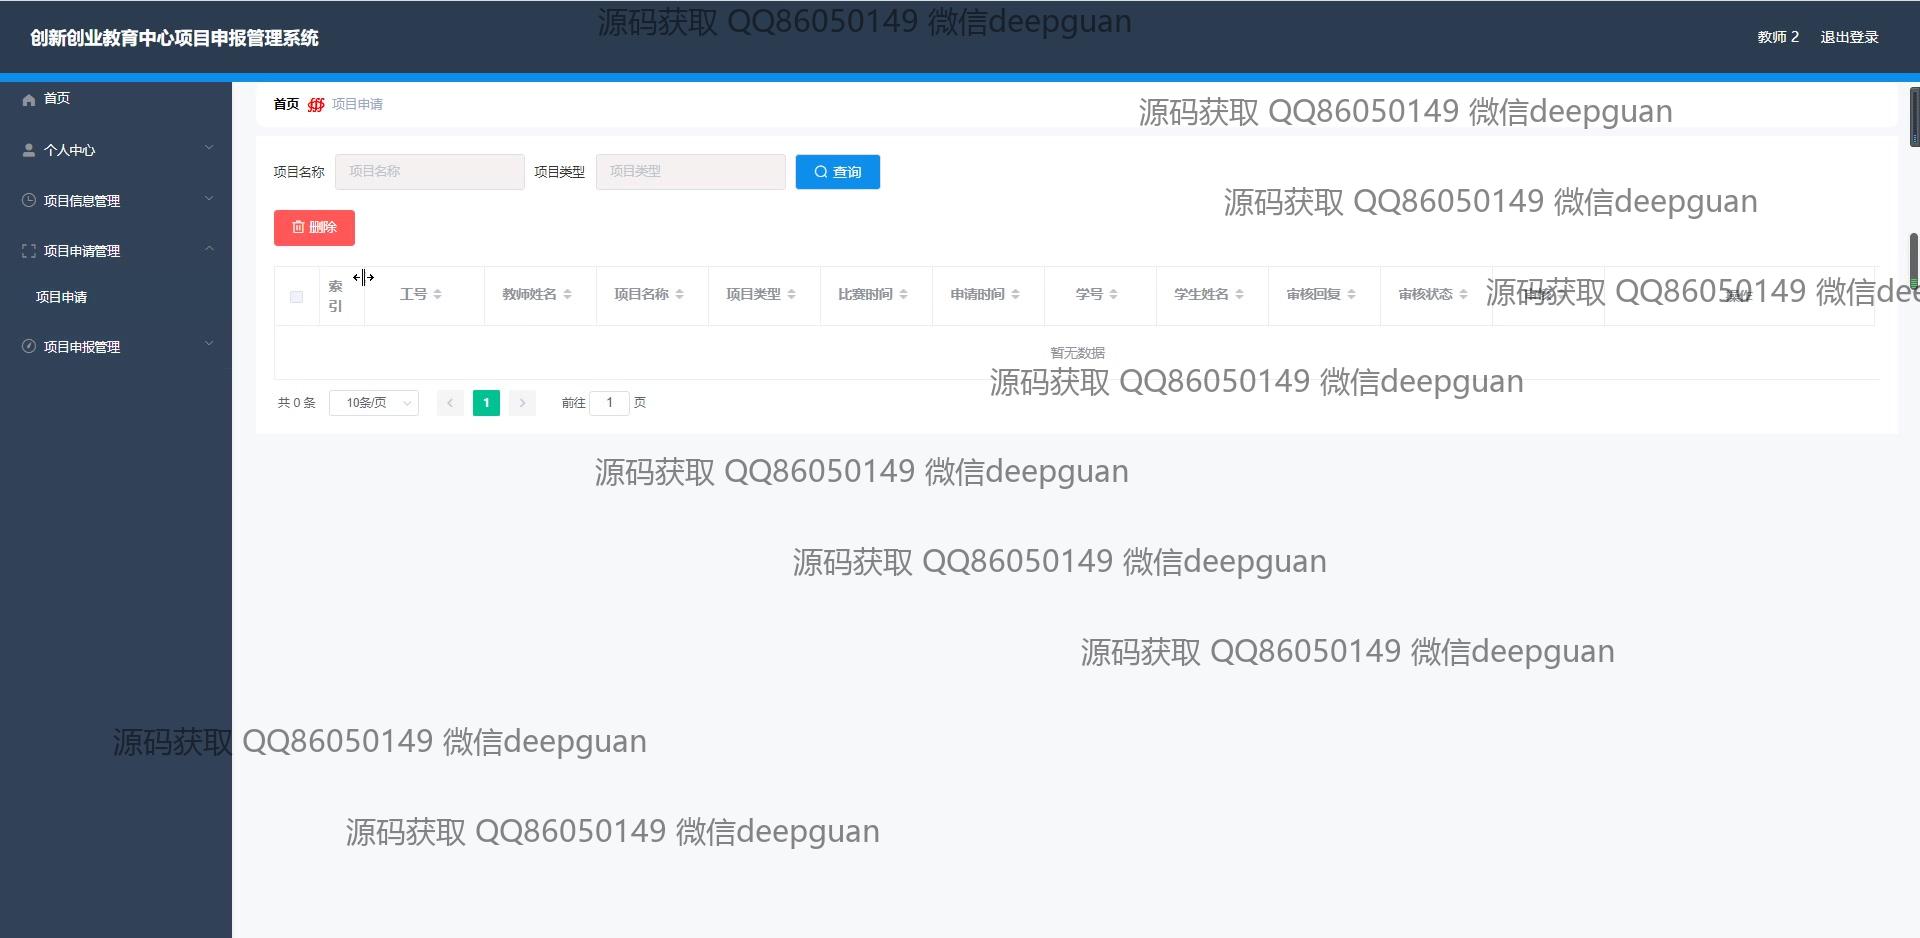 源码获取 QQ86050149 微信deepguan
创新创业教育中心项目申报管理系统
教师 2 退出登录
首页
首页 项目申请
源码获取 QQ86050149 微信deepguan
个人中心
项目名称 项目名称 项目类型 项目类型 查询
项目信息管理
源码获取 QQ86050149 微信deepguan
删除
项目申请管理
索引 工号 教师姓名 项目名称 项目类型 比赛时间 申请时间 学号 学生姓名 审核回复 审核状态 审核 操作
源码获取 QQ86050149 微信dee
项目申请
项目申报管理
暂无数据
源码获取 QQ86050149 微信deepguan
共 0 条 10条/页 1 前往 1 页
源码获取 QQ86050149 微信deepguan
源码获取 QQ86050149 微信deepguan
源码获取 QQ86050149 微信deepguan
源码获取 QQ86050149 微信deepguan
源码获取 QQ86050149 微信deepguan